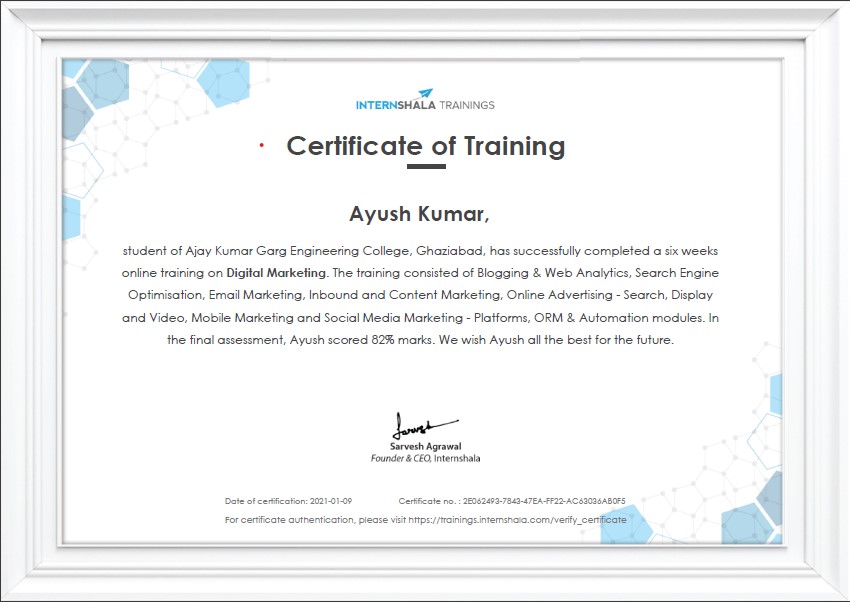 INTERNSHALA TRAININGS
Certificate of Training
Ayush Kumar,
student of Ajay Kumar Garg Engineering College, Ghaziabad, has successfully completed a six weeks
online training on Digital Marketing. The training consisted of Blogging & Web Analytics, Search Engine
Optimisation, Email Marketing, Inbound and Content Marketing, Online Advertising - Search, Display
and Video, Mobile Marketing and Social Media Marketing - Platforms, ORM & Automation modules. In
the final assessment, Ayush scored 82% marks. We wish Ayush all the best for the future.
Sarvesh
Sarvesh Agrawal
Founder & CEO, Internshala
Date of certification: 2021-01-09 Certificate no. : 2E062493-7843-47EA-FF22-AC63036AB0F5
For certificate authentication, please visit https://trainings.internshala.com/verify_certificate